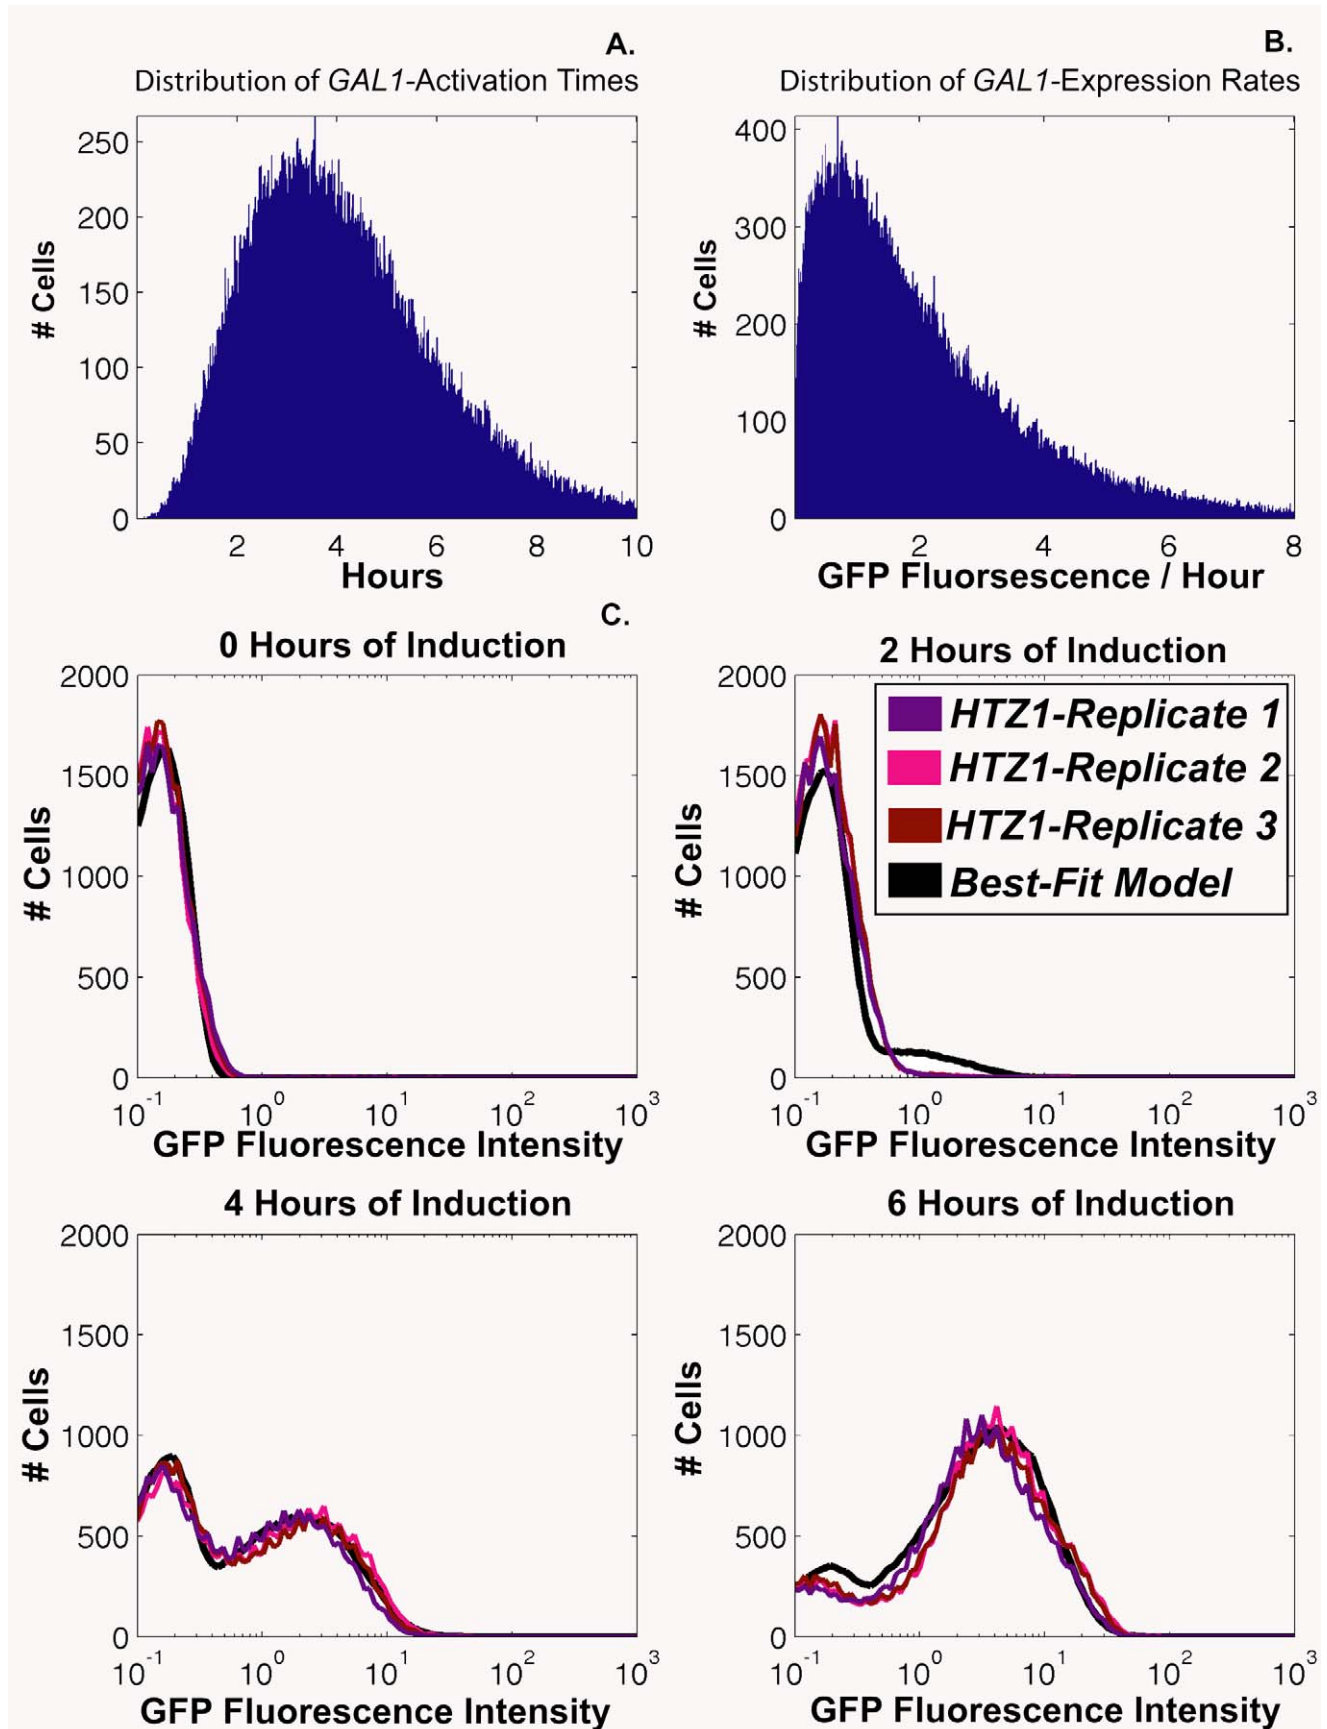 A.
Distribution of GAL1-Activation Times
250
200
150
100
50
0
# Cells
2 4 6 8 10
Hours
B.
Distribution of GAL1-Expression Rates
400
300
200
100
0
# Cells
2 4 6 8
GFP Fluorsescence / Hour
C.
0 Hours of Induction
2000
1500
1000
500
0
# Cells
10-1 100 101 102 103
GFP Fluorescence Intensity
2 Hours of Induction
2000
1500
1000
500
0
# Cells
HTZ1-Replicate 1
HTZ1-Replicate 2
HTZ1-Replicate 3
Best-Fit Model
10-1 100 101 102 103
GFP Fluorescence Intensity
4 Hours of Induction
2000
1500
1000
500
0
# Cells
10-1 100 101 102 103
GFP Fluorescence Intensity
6 Hours of Induction
2000
1500
1000
500
0
# Cells
10-1 100 101 102 103
GFP Fluorescence Intensity